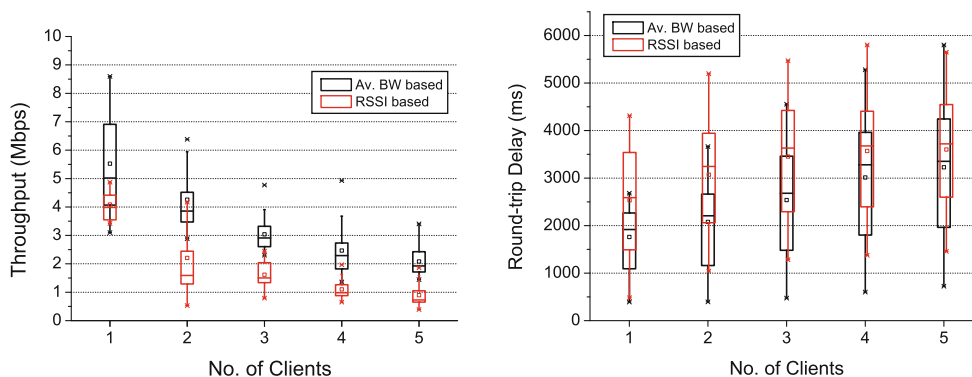 10
9
8
7
6
5
4
3
2
1
0
Throughput (Mbps)
Av. BW based
RSSI based
1 2 3 4 5
No. of Clients
6000
5000
4000
3000
2000
1000
0
Round-trip Delay (ms)
Av. BW based
RSSI based
1 2 3 4 5
No. of Clients